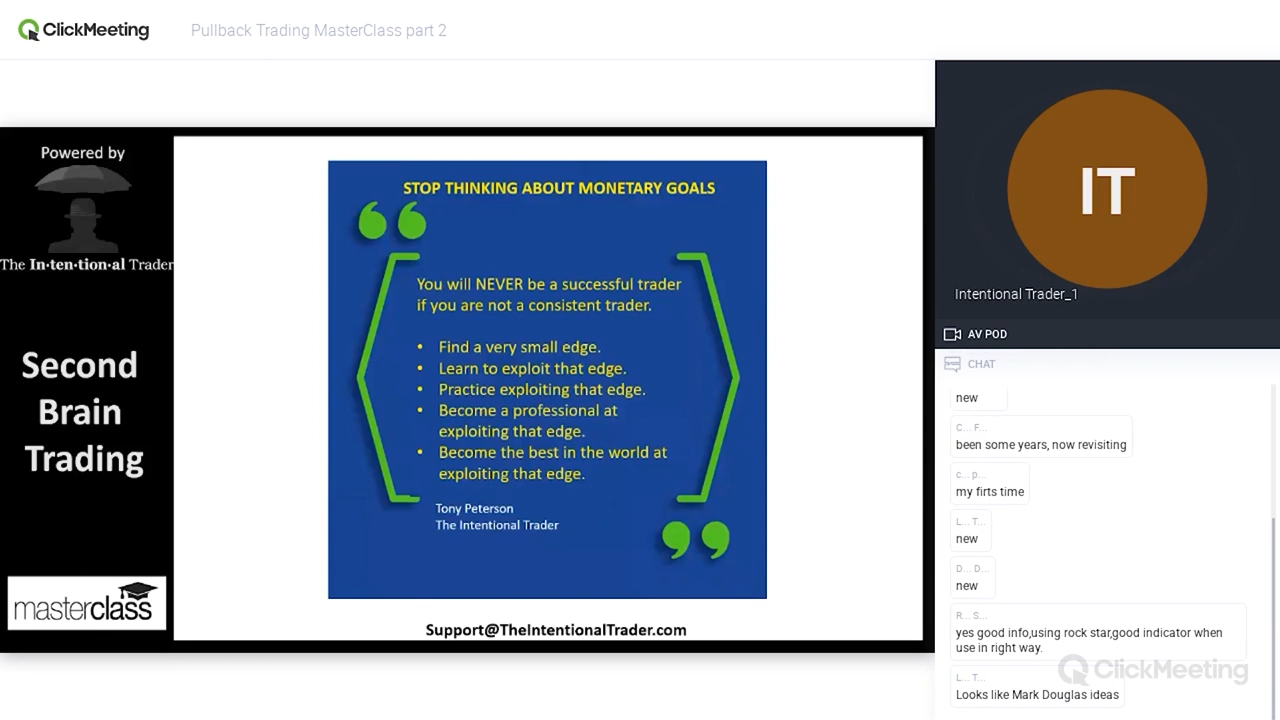 ClickMeeting
Pullback Trading MasterClass part 2
Powered by
The In·ten·tion·al Trader
Second
Brain
Trading
masterclass
STOP THINKING ABOUT MONETARY GOALS
You will NEVER be a successful trader
if you are not a consistent trader.
• Find a very small edge.
• Learn to exploit that edge.
• Practice exploiting that edge.
• Become a professional at
exploiting that edge.
• Become the best in the world at
exploiting that edge.
Tony Peterson
The Intentional Trader
Support@TheIntentionalTrader.com
IT
Intentional Trader_1
AV POD
CHAT
new
C... F...
been some years, now revisiting
c... p...
my firts time
L... T...
new
D... D...
new
R... S...
yes good info,using rock star,good indicator when
use in right way.
ClickMeeting
L... T...
Looks like Mark Douglas ideas